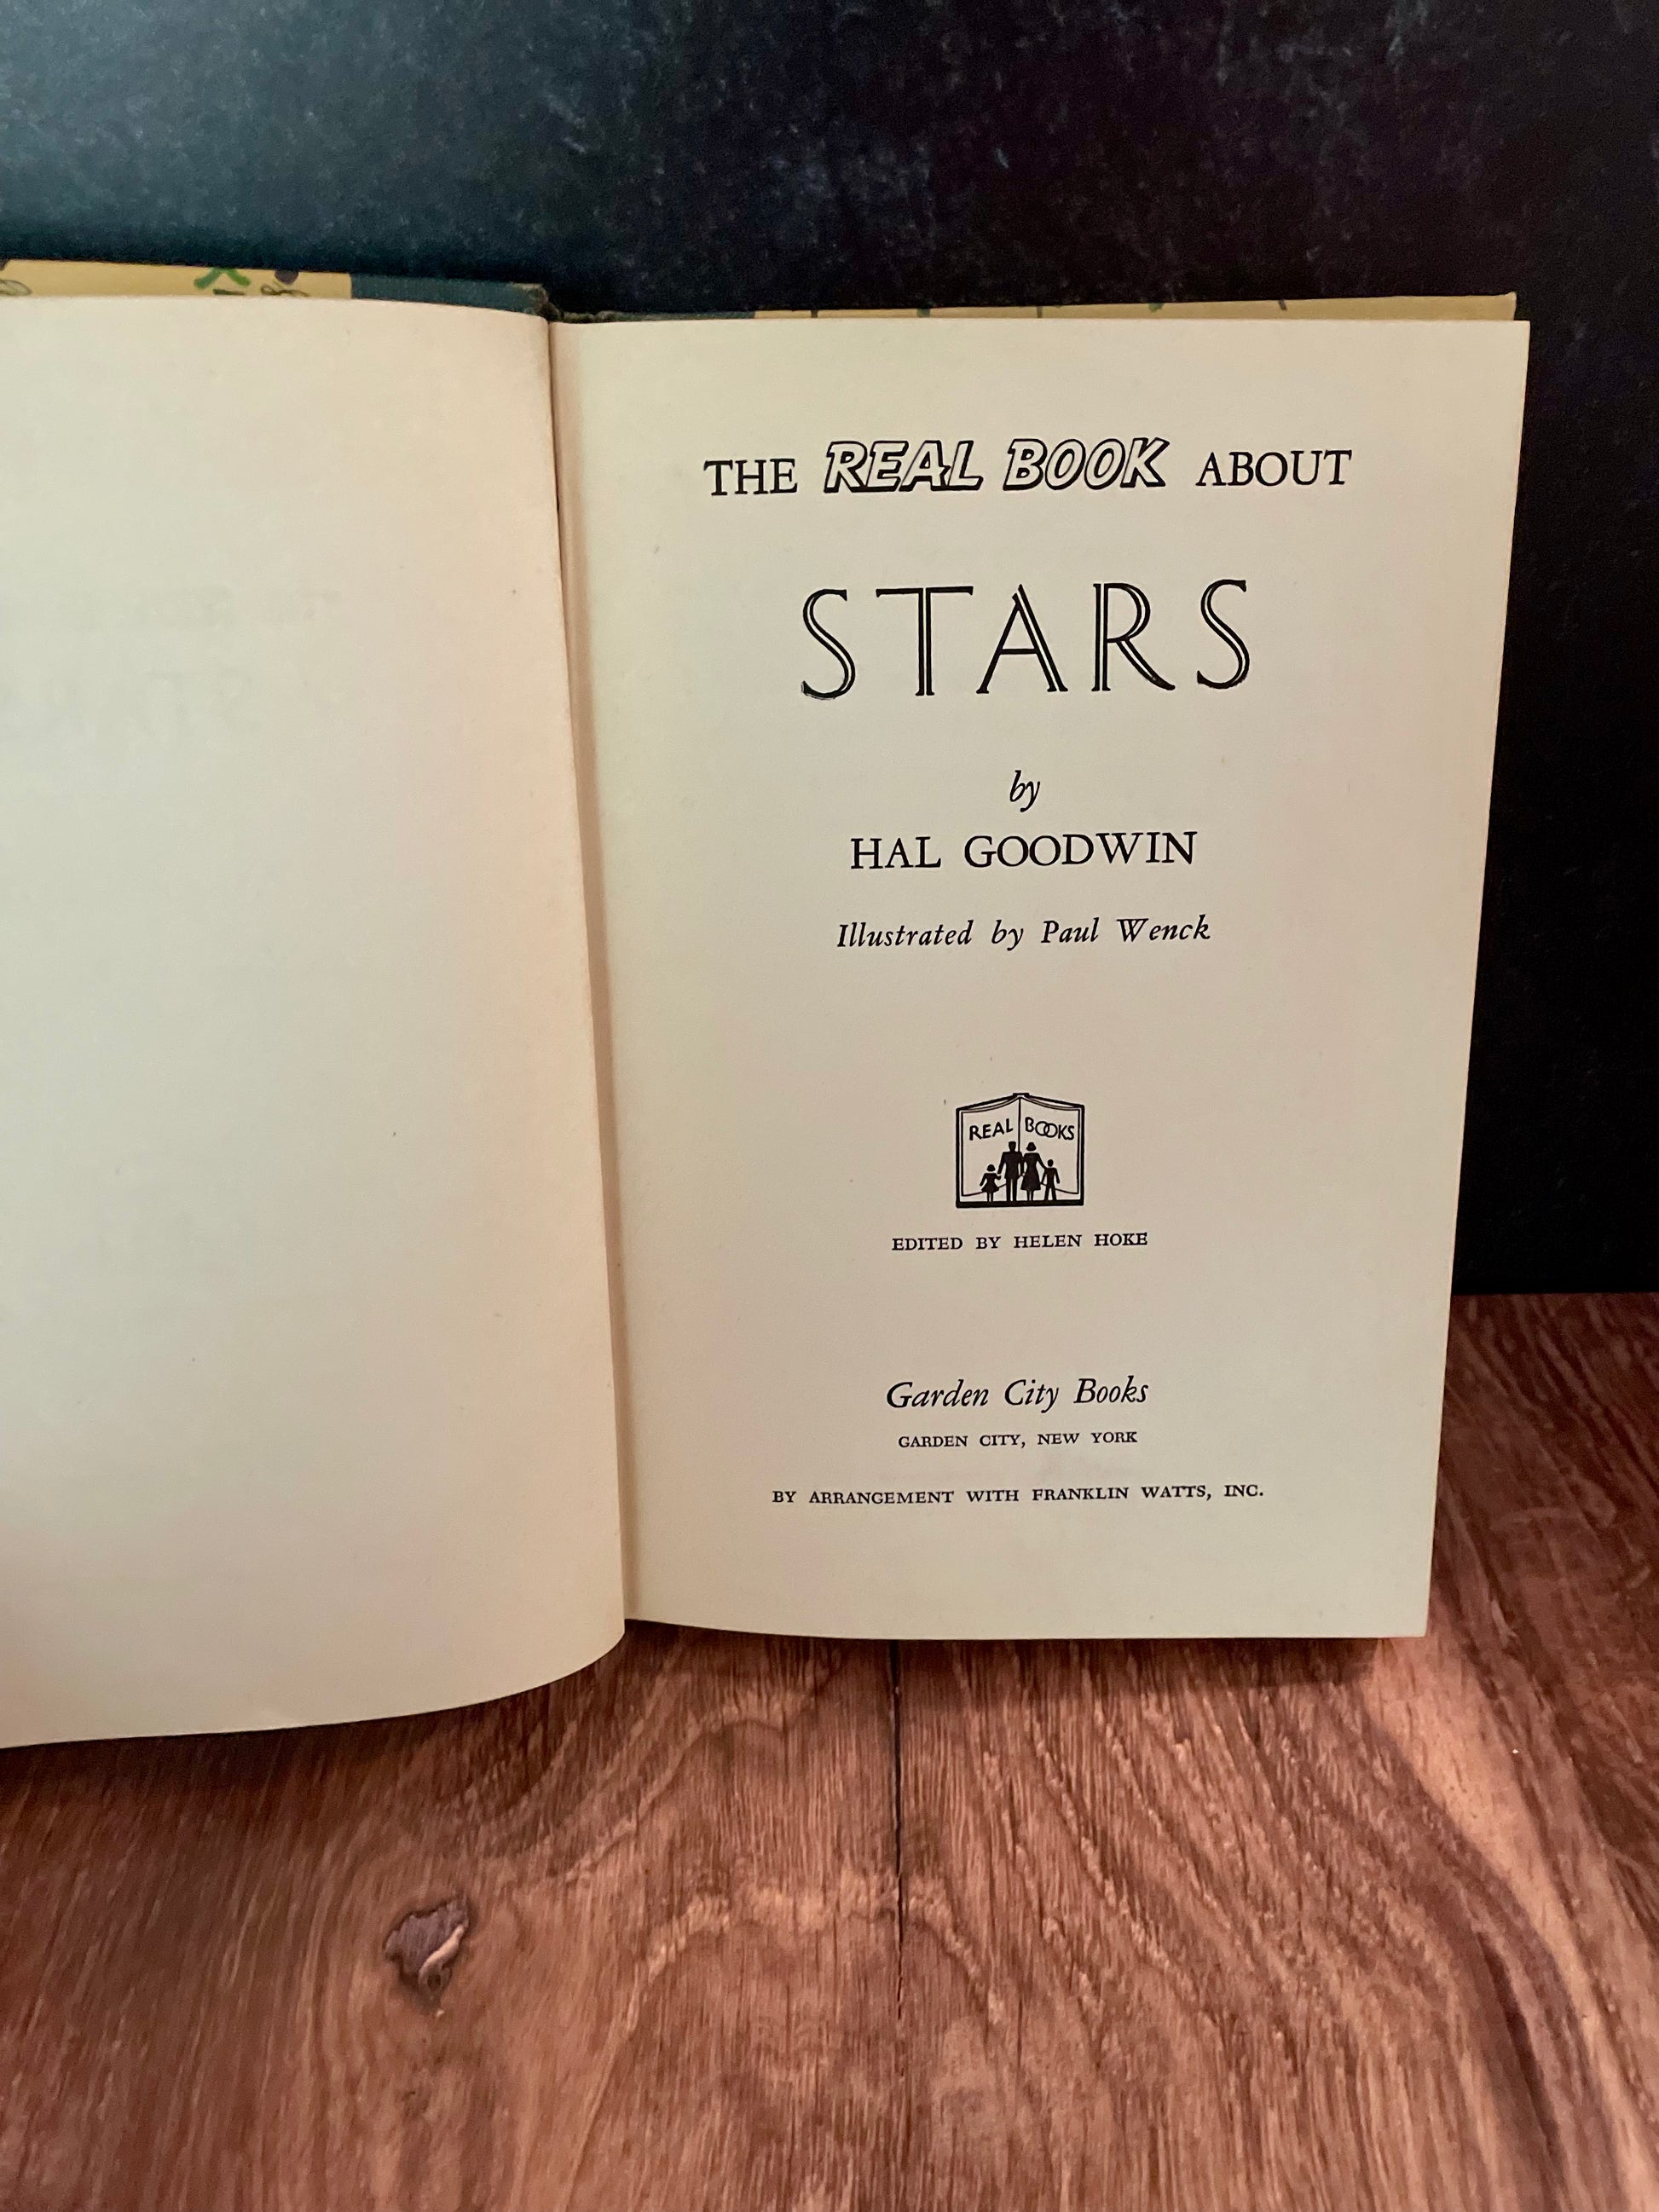 THE REAL BOOK ABOUT
STARS
by
HAL GOODWIN
Illustrated by Paul Wenck
REAL BOOKS
EDITED BY HELEN HOKE
Garden City Books
GARDEN CITY, NEW YORK
BY ARRANGEMENT WITH FRANKLIN WATTS, INC.